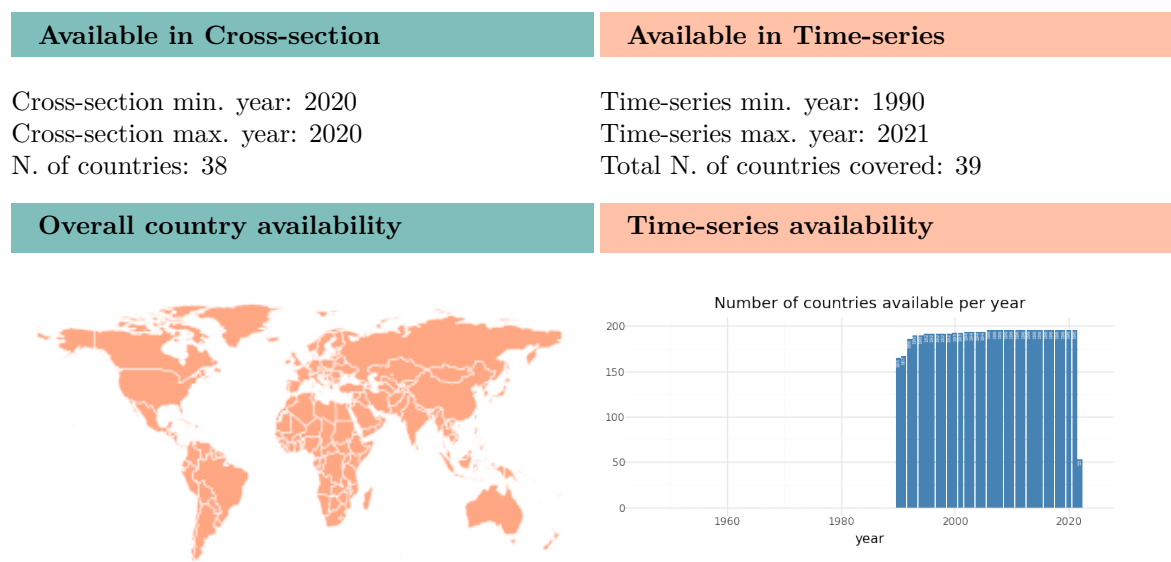 Available in Cross-section
Available in Time-series
Cross-section min. year: 2020
Cross-section max. year: 2020
N. of countries: 38
Time-series min. year: 1990
Time-series max. year: 2021
Total N. of countries covered: 39
Overall country availability
Time-series availability
Number of countries available per year
200
150
100
50
0
1960
1980
2000
2020
year